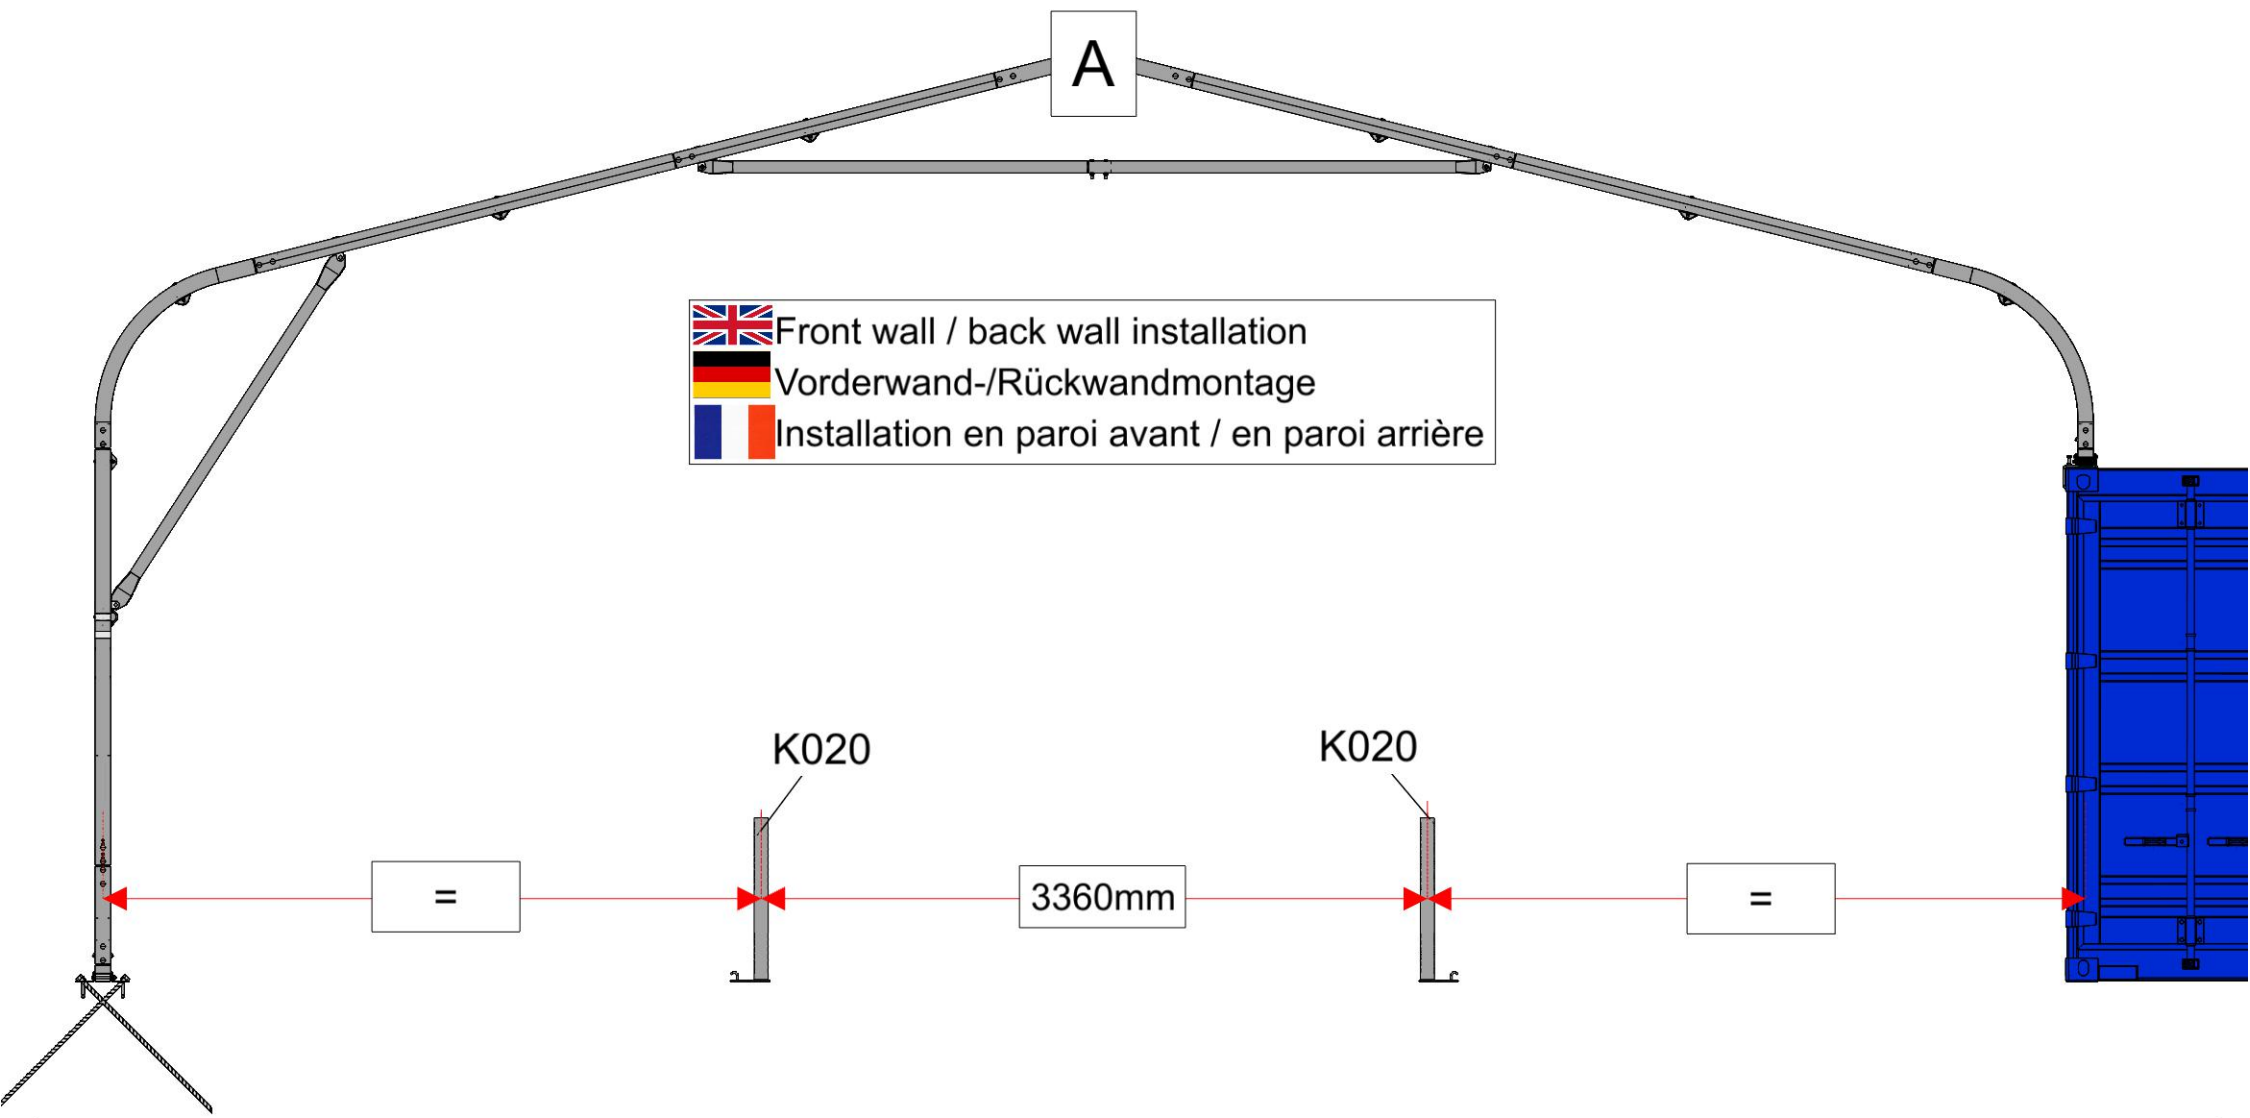 A
Front wall / back wall installation
Vorderwand-/Rückwandmontage
Installation en paroi avant / en paroi arrière
K020
K020
=
3360mm
=